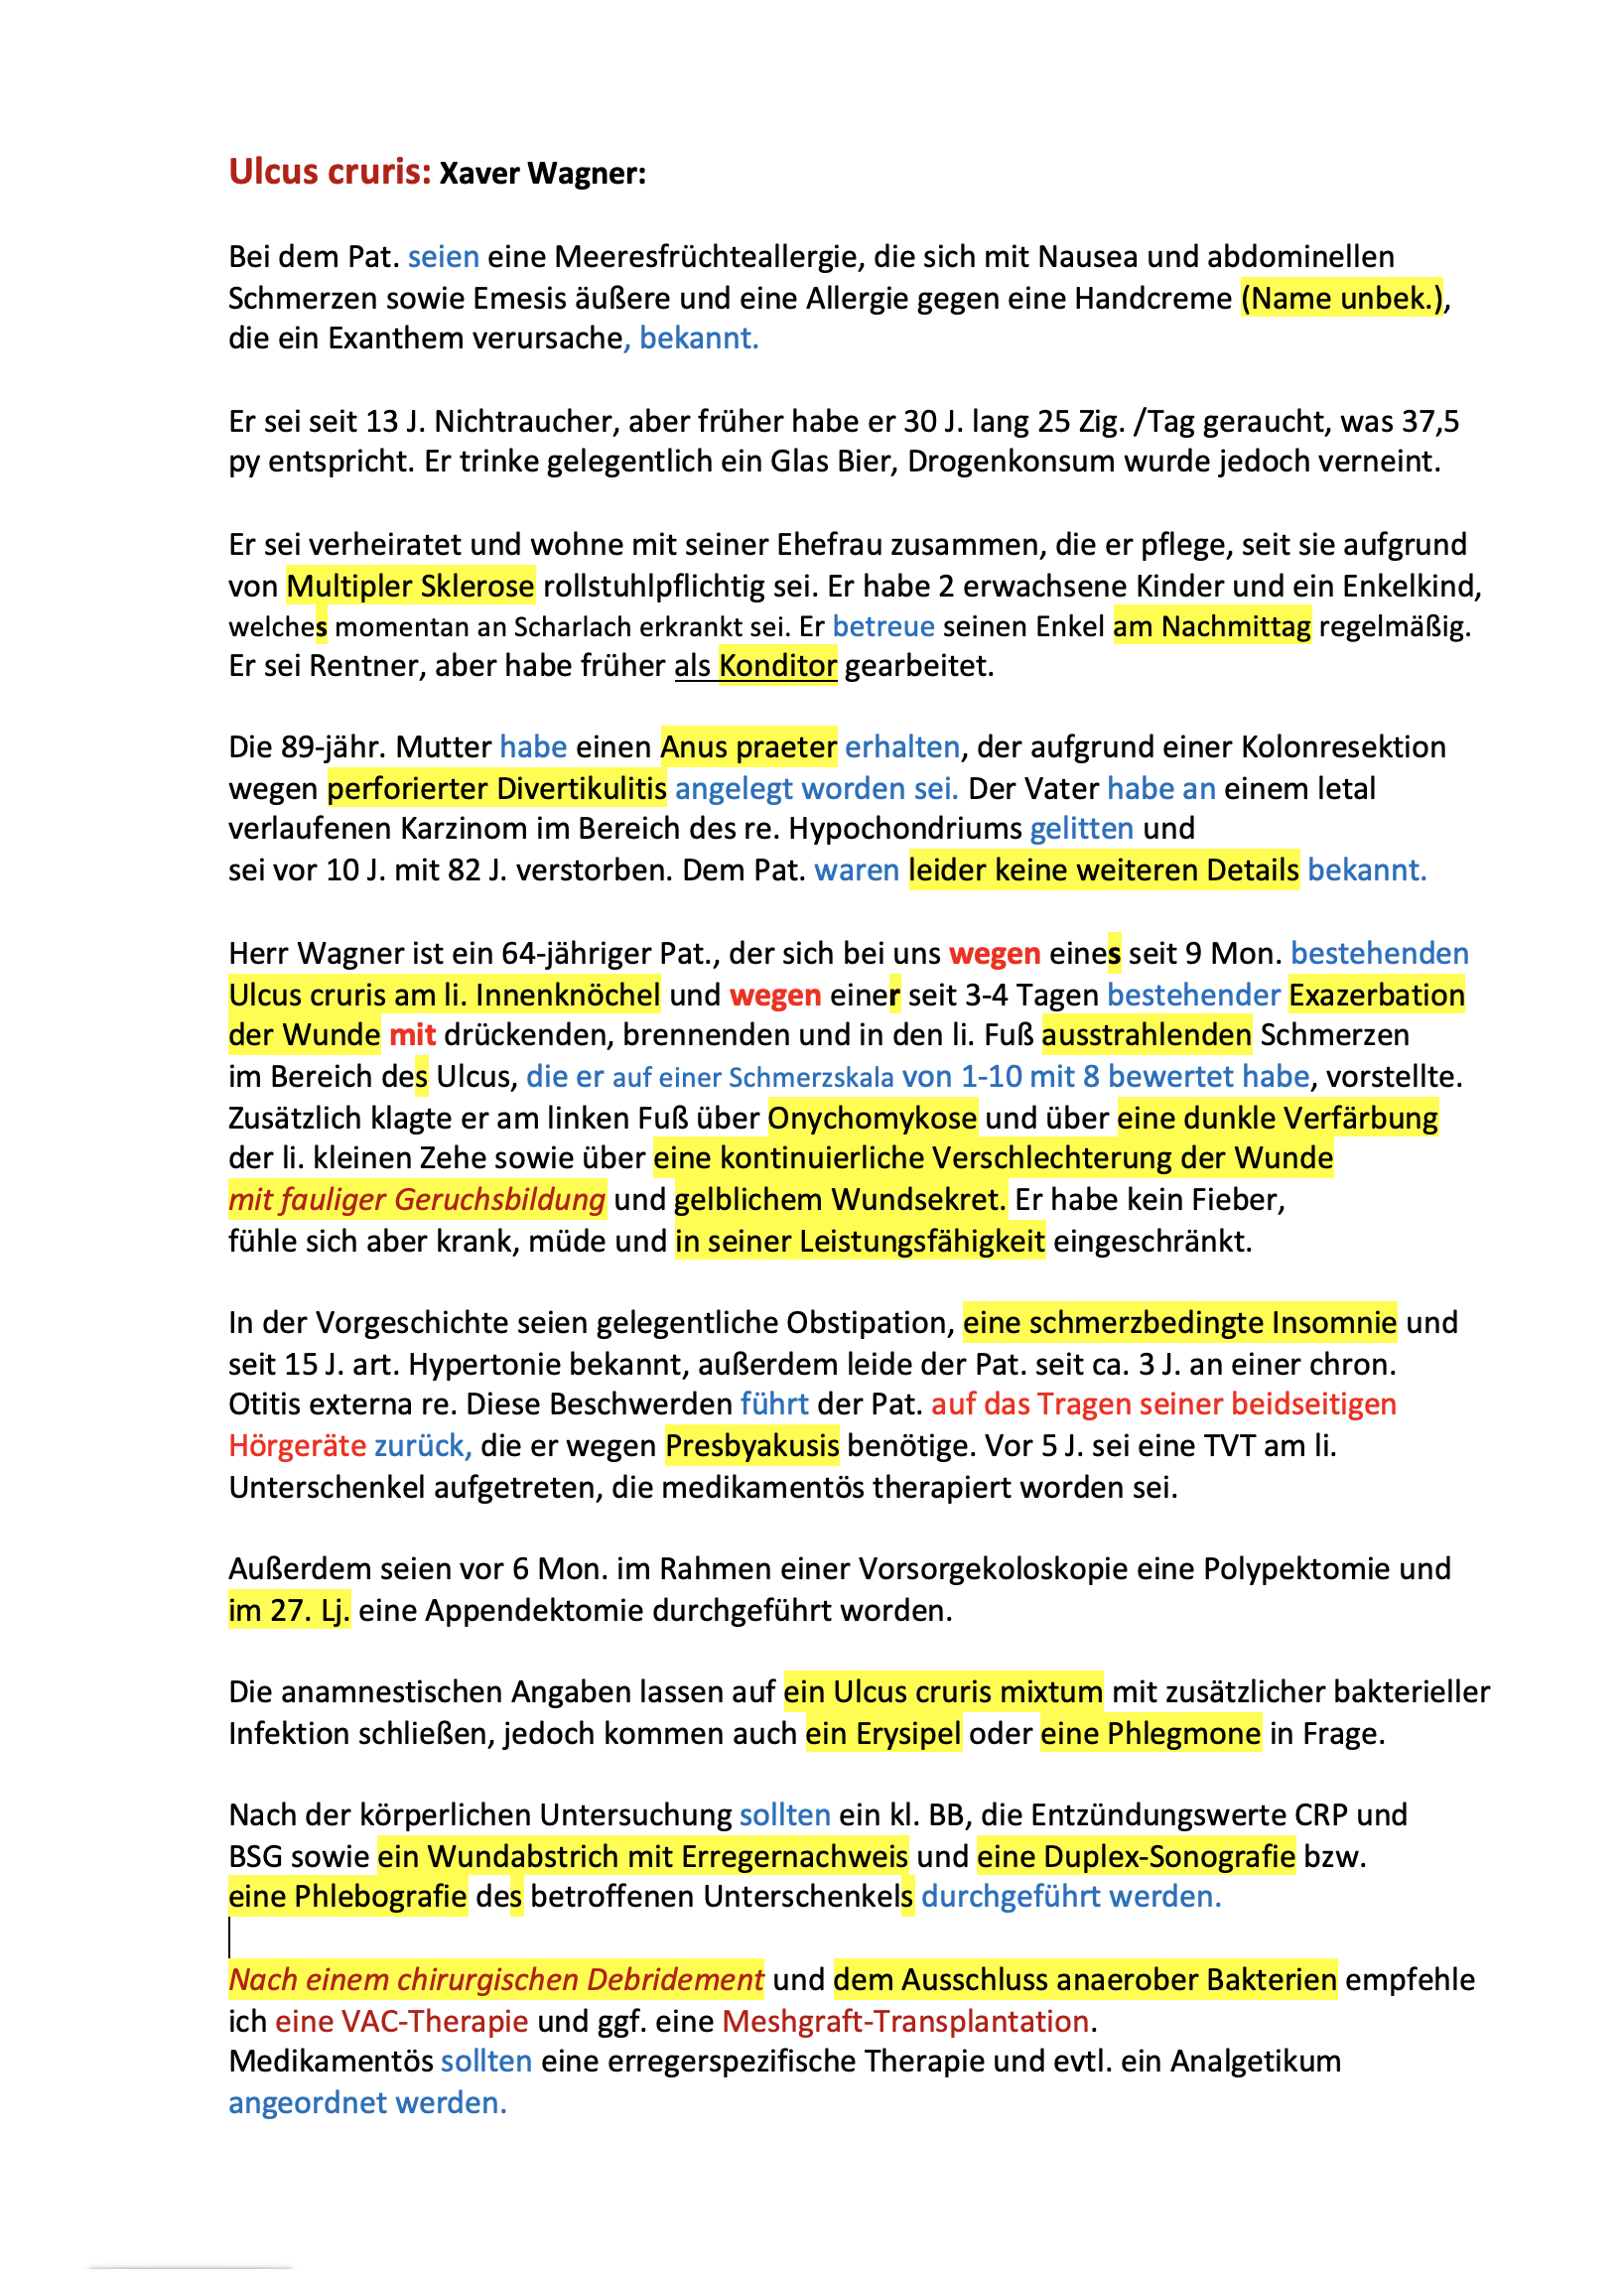 Ulcus cruris: Xaver Wagner:
Bei dem Pat. seien eine Meeresfrüchteallergie, die sich mit Nausea und abdominellen
Schmerzen sowie Emesis äußere und eine Allergie gegen eine Handcreme (Name unbek.),
die ein Exanthem verursache, bekannt.
Er sei seit 13 J. Nichtraucher, aber früher habe er 30 J. lang 25 Zig. /Tag geraucht, was 37,5
py entspricht. Er trinke gelegentlich ein Glas Bier, Drogenkonsum wurde jedoch verneint.
Er sei verheiratet und wohne mit seiner Ehefrau zusammen, die er pflege, seit sie aufgrund
von Multipler Sklerose rollstuhlpflichtig sei. Er habe 2 erwachsene Kinder und ein Enkelkind,
welches momentan an Scharlach erkrankt sei. Er betreue seinen Enkel am Nachmittag regelmäßig.
Er sei Rentner, aber habe früher als Konditor gearbeitet.
Die 89-jähr. Mutter habe einen Anus praeter erhalten, der aufgrund einer Kolonresektion
wegen perforierter Divertikulitis angelegt worden sei. Der Vater habe an einem letal
verlaufenen Karzinom im Bereich des re. Hypochondriums gelitten und
sei vor 10 J. mit 82 J. verstorben. Dem Pat. waren leider keine weiteren Details bekannt.
Herr Wagner ist ein 64-jähriger Pat., der sich bei uns wegen eines seit 9 Mon. bestehenden
Ulcus cruris am li. Innenknöchel und wegen einer seit 3-4 Tagen bestehender Exazerbation
der Wunde mit drückenden, brennenden und in den li. Fuß ausstrahlenden Schmerzen
im Bereich des Ulcus, die er auf einer Schmerzskala von 1-10 mit 8 bewertet habe, vorstellte.
Zusätzlich klagte er am linken Fuß über Onychomykose und über eine dunkle Verfärbung
der li. kleinen Zehe sowie über eine kontinuierliche Verschlechterung der Wunde
mit fauliger Geruchsbildung und gelblichem Wundsekret. Er habe kein Fieber,
fühle sich aber krank, müde und in seiner Leistungsfähigkeit eingeschränkt.
In der Vorgeschichte seien gelegentliche Obstipation, eine schmerzbedingte Insomnie und
seit 15 J. art. Hypertonie bekannt, außerdem leide der Pat. seit ca. 3 J. an einer chron.
Otitis externa re. Diese Beschwerden führt der Pat. auf das Tragen seiner beidseitigen
Hörgeräte zurück, die er wegen Presbyakusis benötige. Vor 5 J. sei eine TVT am li.
Unterschenkel aufgetreten, die medikamentös therapiert worden sei.
Außerdem seien vor 6 Mon. im Rahmen einer Vorsorgekoloskopie eine Polypektomie und
im 27. Lj. eine Appendektomie durchgeführt worden.
Die anamnestischen Angaben lassen auf ein Ulcus cruris mixtum mit zusätzlicher bakterieller
Infektion schließen, jedoch kommen auch ein Erysipel oder eine Phlegmone in Frage.
Nach der körperlichen Untersuchung sollten ein kl. BB, die Entzündungswerte CRP und
BSG sowie ein Wundabstrich mit Erregernachweis und eine Duplex-Sonografie bzw.
eine Phlebografie des betroffenen Unterschenkels durchgeführt werden.
Nach einem chirurgischen Debridement und dem Ausschluss anaerober Bakterien empfehle
ich eine VAC-Therapie und ggf. eine Meshgraft-Transplantation.
Medikamentös sollten eine erregerspezifische Therapie und evtl. ein Analgetikum
angeordnet werden.